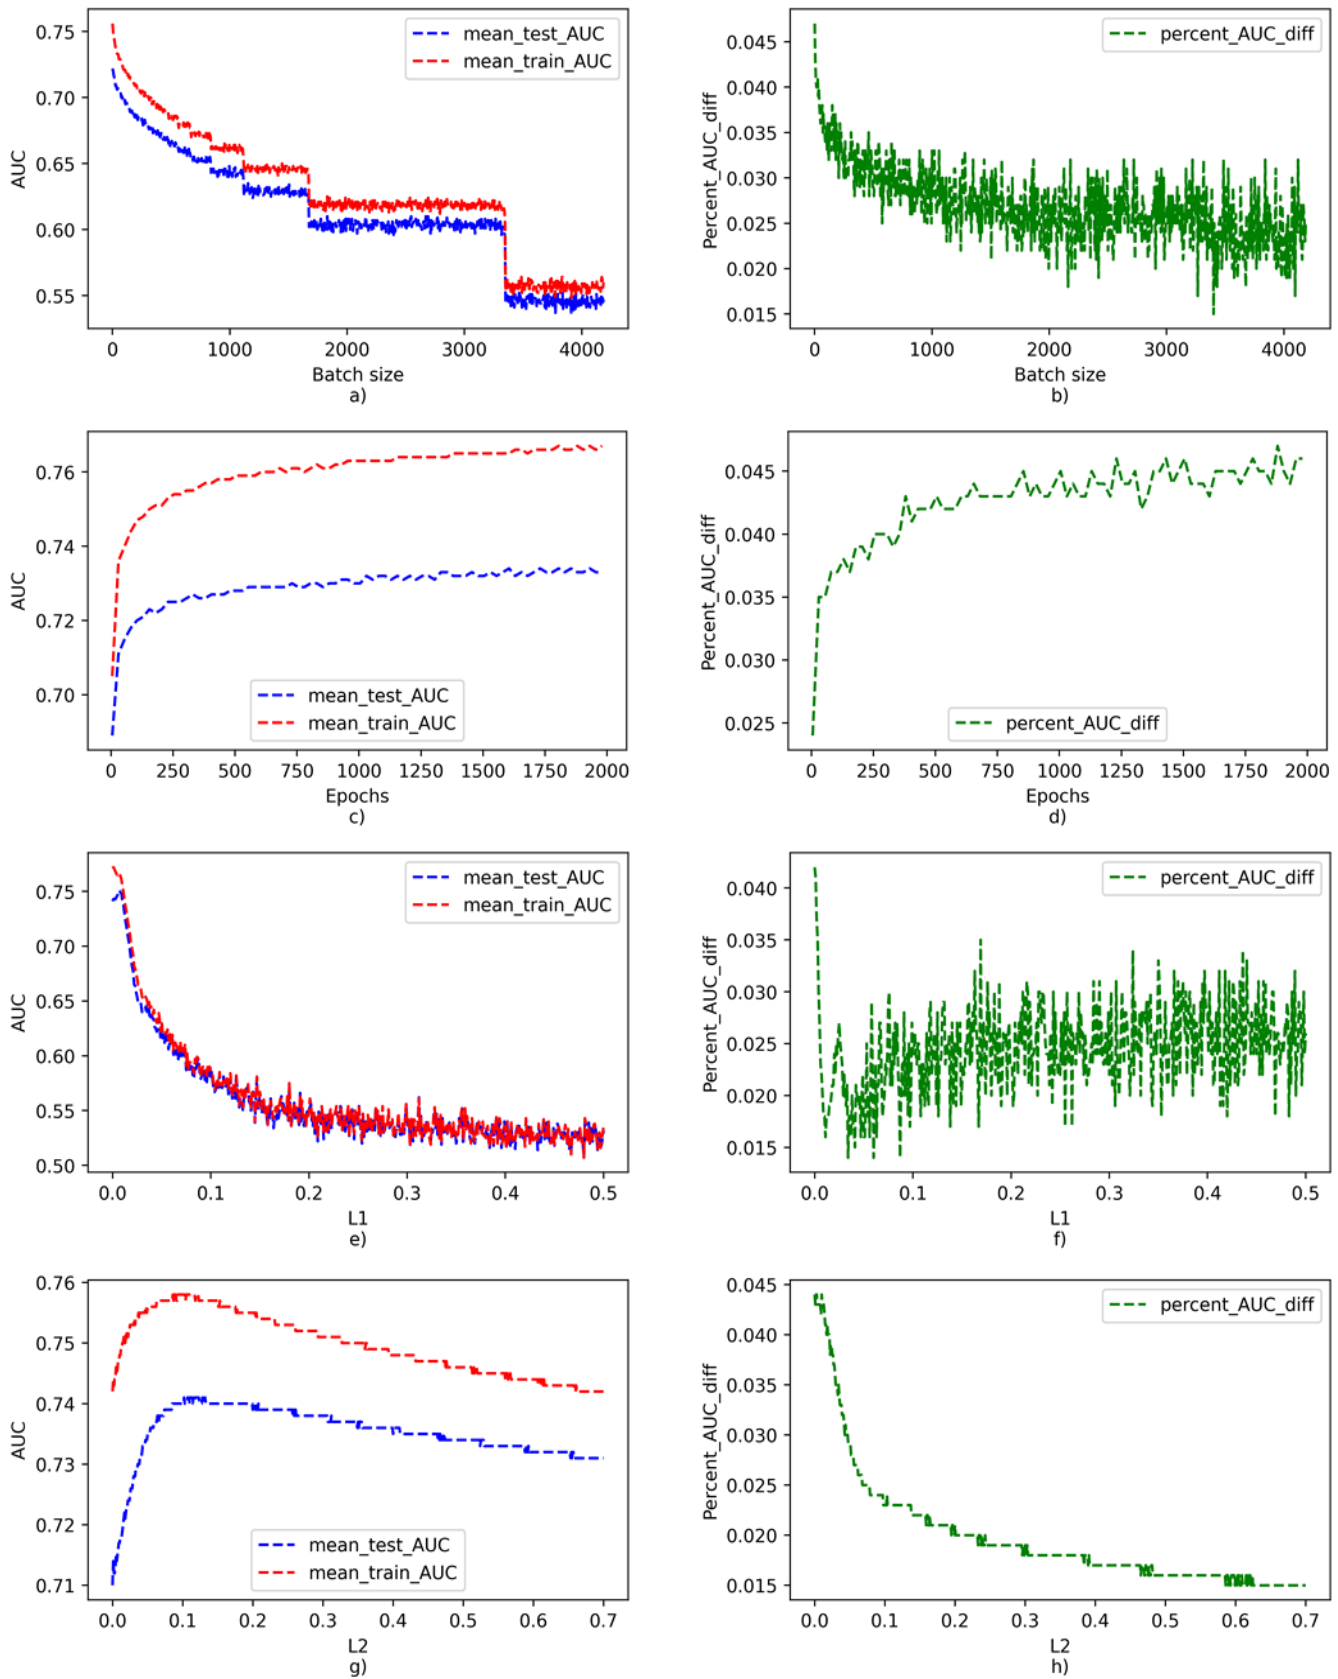 AUC
0.75
0.70
0.65
0.60
0.55
mean_test_AUC
mean_train_AUC
0 1000 2000 3000 4000
Batch size
a)
Percent_AUC_diff
0.045
0.040
0.035
0.030
0.025
0.020
0.015
percent_AUC_diff
0 1000 2000 3000 4000
Batch size
b)
AUC
0.76
0.74
0.72
0.70
mean_test_AUC
mean_train_AUC
0 250 500 750 1000 1250 1500 1750 2000
Epochs
c)
Percent_AUC_diff
0.045
0.040
0.035
0.030
0.025
percent_AUC_diff
0 250 500 750 1000 1250 1500 1750 2000
Epochs
d)
AUC
0.75
0.70
0.65
0.60
0.55
0.50
mean_test_AUC
mean_train_AUC
0.0 0.1 0.2 0.3 0.4 0.5
L1
e)
Percent_AUC_diff
0.040
0.035
0.030
0.025
0.020
0.015
percent_AUC_diff
0.0 0.1 0.2 0.3 0.4 0.5
L1
f)
AUC
0.76
0.75
0.74
0.73
0.72
0.71
mean_test_AUC
mean_train_AUC
0.0 0.1 0.2 0.3 0.4 0.5 0.6 0.7
L2
g)
Percent_AUC_diff
0.045
0.040
0.035
0.030
0.025
0.020
0.015
percent_AUC_diff
0.0 0.1 0.2 0.3 0.4 0.5 0.6 0.7
L2
h)